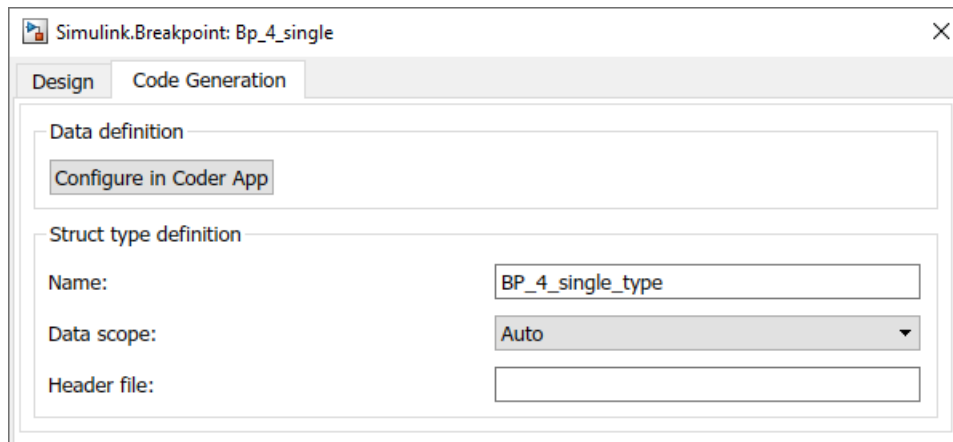 Simulink.Breakpoint: Bp_4_single
Design Code Generation
Data definition
Configure in Coder App
Struct type definition
Name: BP_4_single_type
Data scope: Auto
Header file: